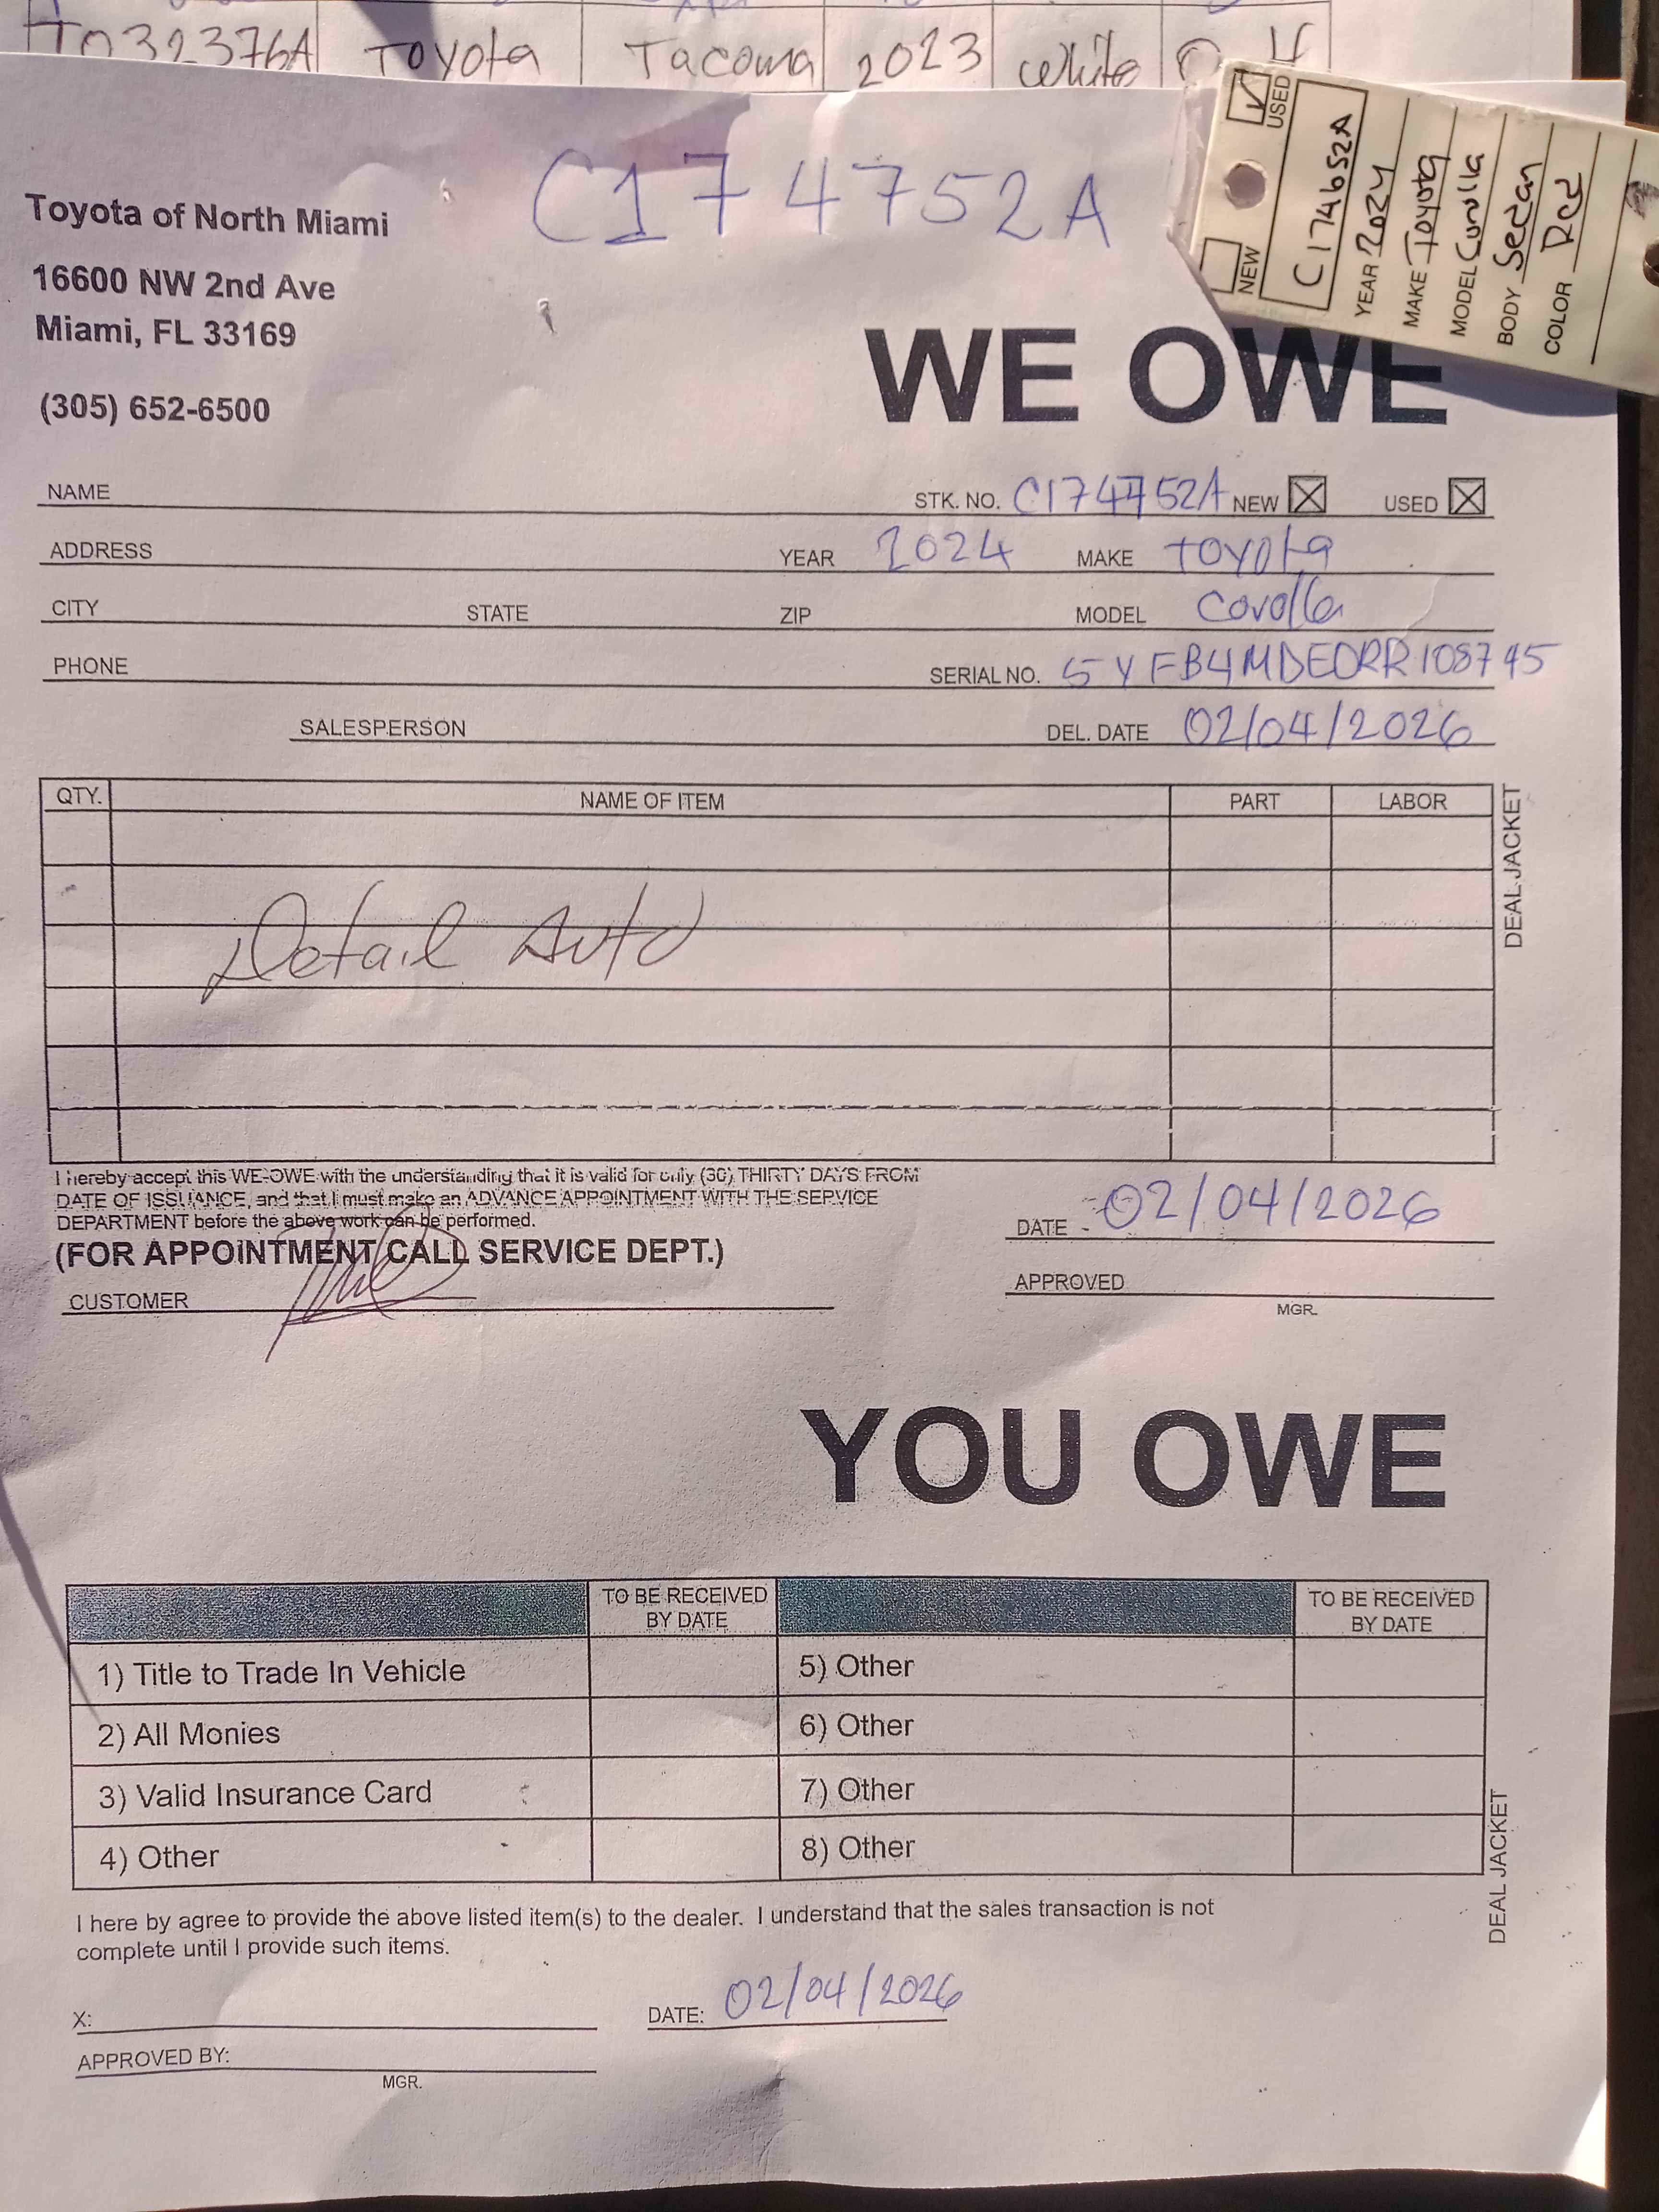 T032376A Toyota Tacoma 2023 white
USED
NEW
C174652A
YEAR 2024
MAKE Toyota
MODEL Corolla
BODY Sedan
COLOR Red
C174752A
Toyota of North Miami
16600 NW 2nd Ave
Miami, FL 33169
(305) 652-6500
WE OWE
NAME STK. NO. C174752A NEW USED
ADDRESS YEAR 2024 MAKE TOYOTA
CITY STATE ZIP MODEL Corolla
PHONE SERIAL NO. 5YFB4MDE0RR108745
SALESPERSON DEL. DATE 02/04/2026
QTY. NAME OF ITEM PART LABOR
DEAL JACKET
Detail Auto
I hereby accept this WE-OWE with the understanding that it is valid for only (30) THIRTY DAYS FROM
DATE OF ISSUANCE, and that I must make an ADVANCE APPOINTMENT WITH THE SERVICE
DEPARTMENT before the above work can be performed.
DATE 02/04/2026
(FOR APPOINTMENT CALL SERVICE DEPT.)
CUSTOMER
APPROVED
MGR.
YOU OWE
TO BE RECEIVED BY DATE TO BE RECEIVED BY DATE
1) Title to Trade In Vehicle 5) Other
2) All Monies 6) Other
3) Valid Insurance Card 7) Other
4) Other 8) Other
DEAL JACKET
I here by agree to provide the above listed item(s) to the dealer. I understand that the sales transaction is not
complete until I provide such items.
X: DATE: 02/04/2026
APPROVED BY:
MGR.